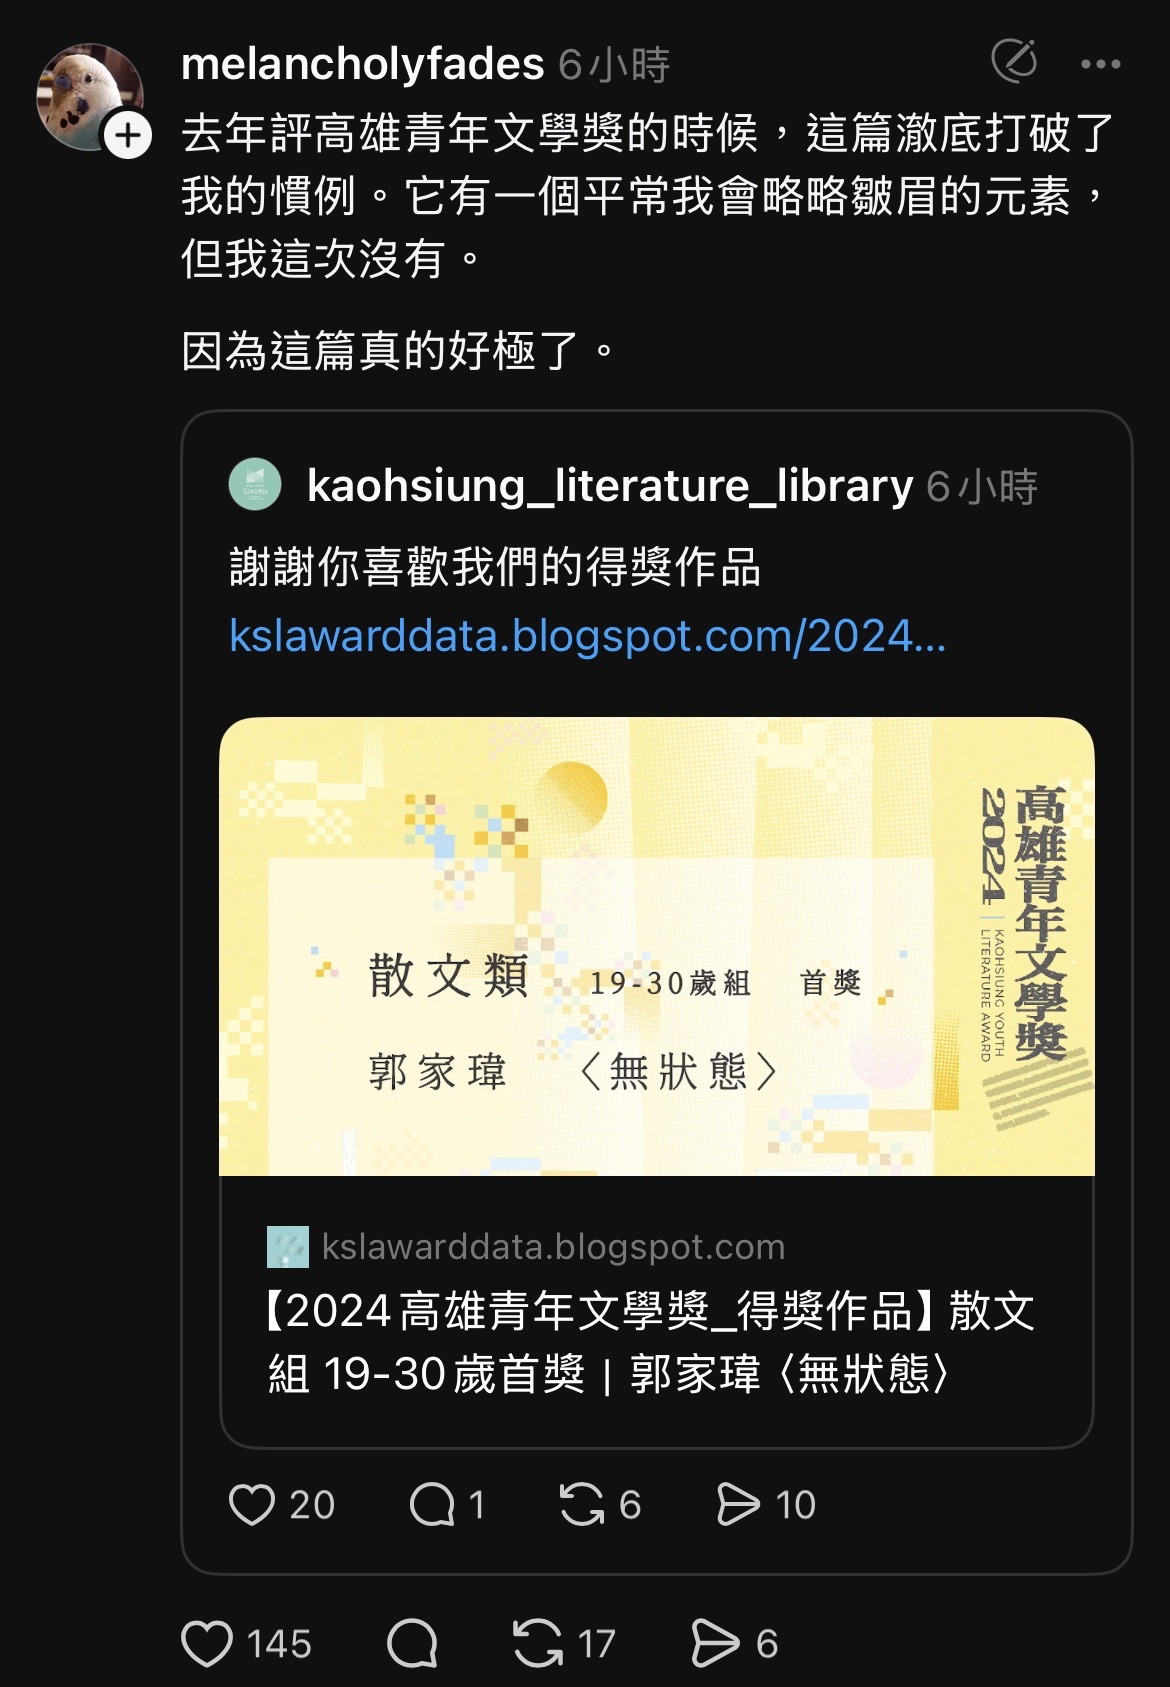 melancholyfades 6小時
去年評高雄青年文學獎的時候，這篇澈底打破了
我的慣例。它有一個平常我會略略皺眉的元素，
但我這次沒有。
因為這篇真的好極了。
kaohsiung_literature_library 6小時
謝謝你喜歡我們的得獎作品
kslawarddata.blogspot.com/2024...
高雄青年文學獎
2024
KAOHSIUNG YOUTH
LITERATURE AWARD
散文類 19-30歲組 首獎
郭家瑋 〈無狀態〉
kslawarddata.blogspot.com
【2024高雄青年文學獎_得獎作品】散文
組 19-30歲首獎 | 郭家瑋〈無狀態〉
20 1 6 10
145 17 6